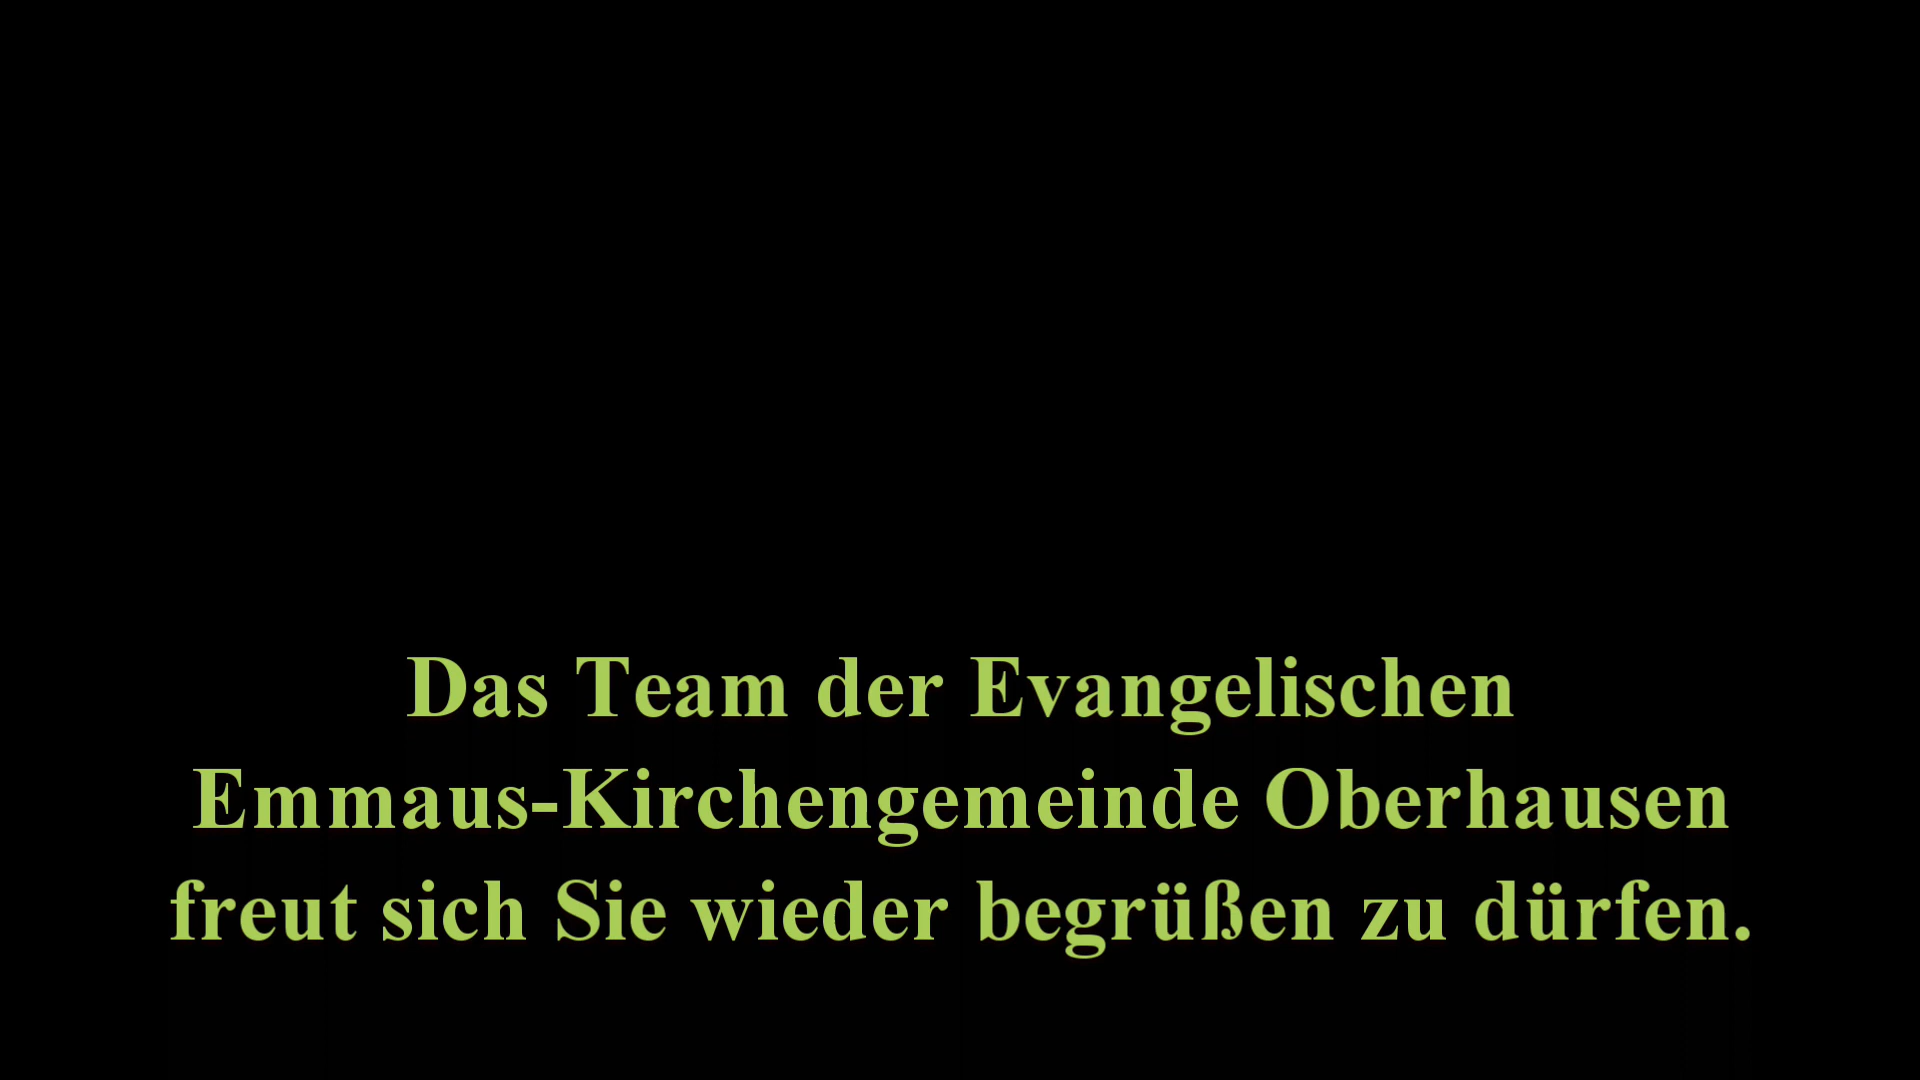 Das Team der Evangelischen
Emmaus-Kirchengemeinde Oberhausen
freut sich Sie wieder begrüßen zu dürfen.